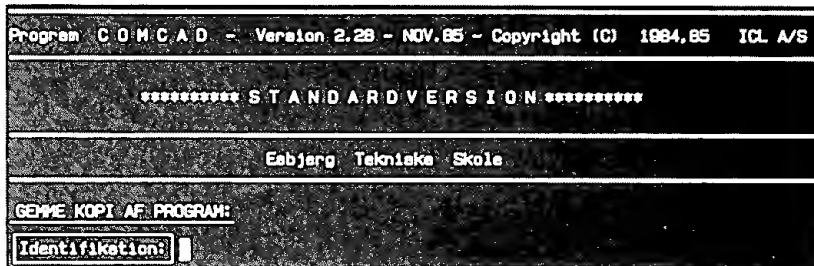 Program C O M C A D - Version 2.28 - NOV.85 - Copyright (C) 1984,85 ICL A/S
********** S T A N D A R D V E R S I O N **********
Esbjerg Tekniske Skole
GEMME KOPI AF PROGRAM:
Identifikation: